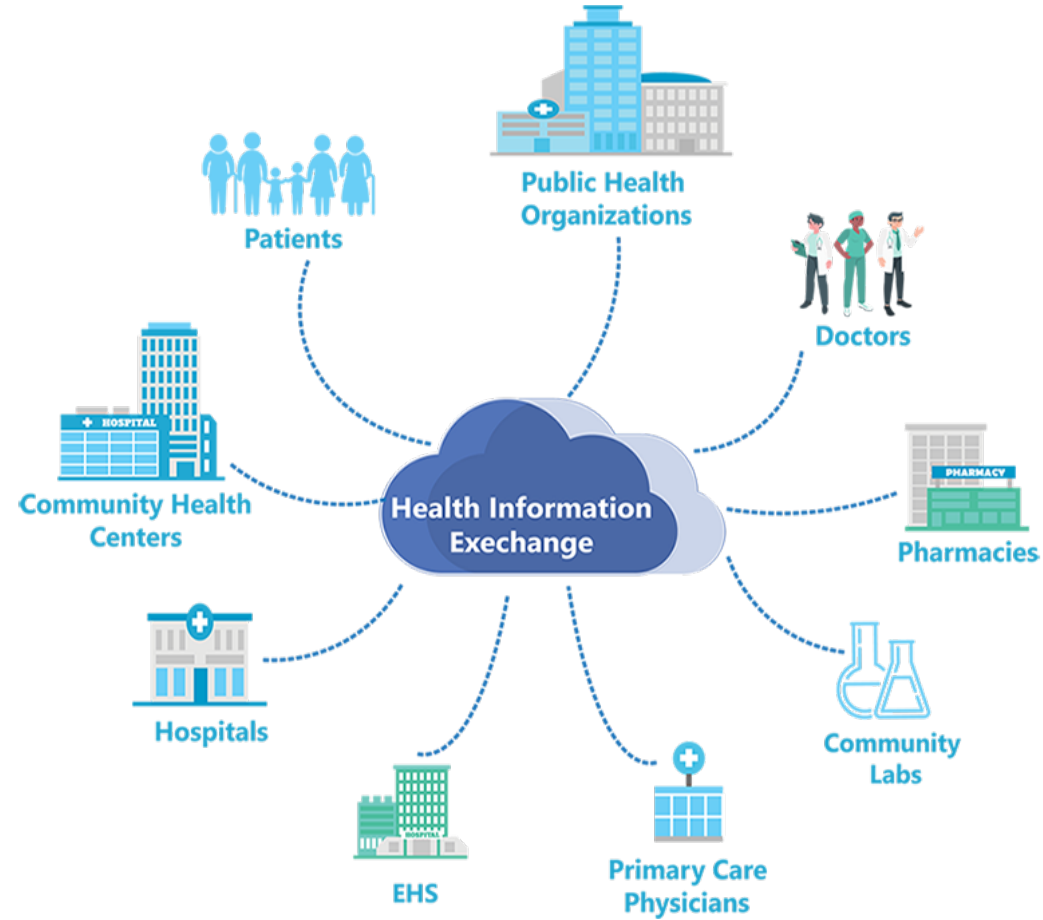 Public Health
Organizations
Patients
Doctors
HOSPITAL
Community Health
Centers
PHARMACY
Pharmacies
Health Information
Exechange
Hospitals
Community
Labs
HOSPITAL
EHS
Primary Care
Physicians